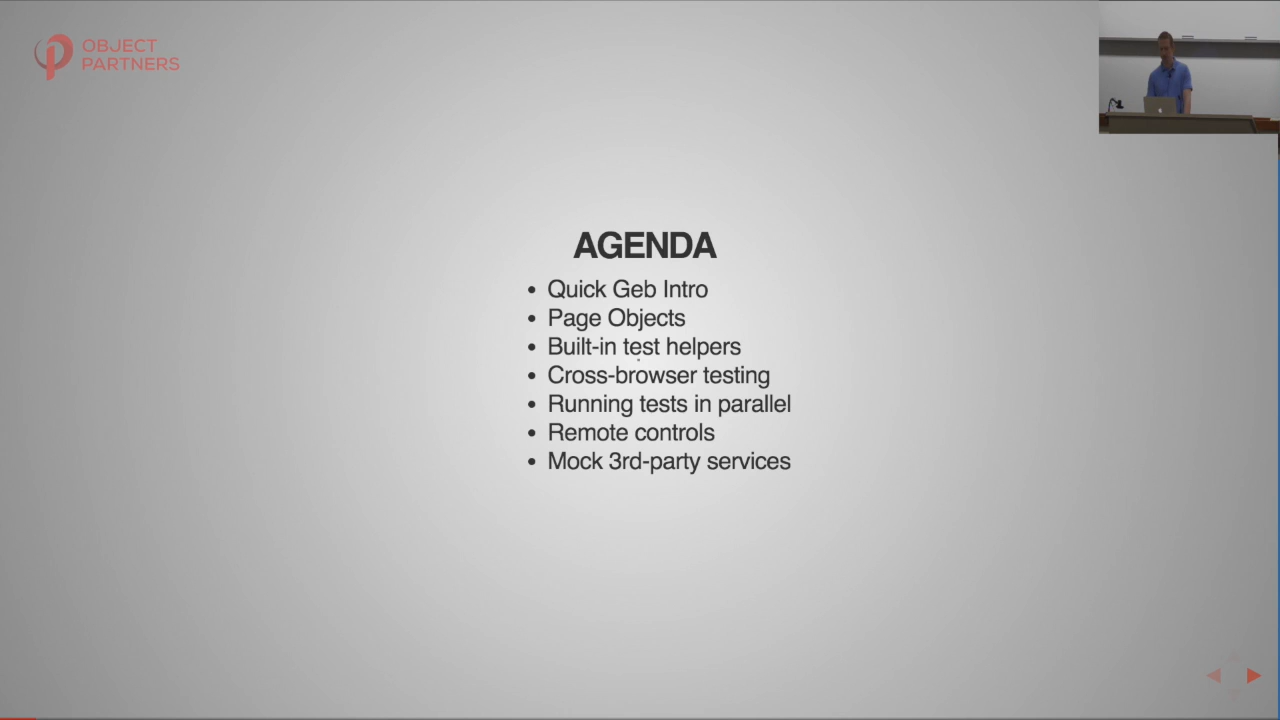 OBJECT
PARTNERS
AGENDA
Quick Geb Intro
Page Objects
Built-in test helpers
Cross-browser testing
Running tests in parallel
Remote controls
Mock 3rd-party services